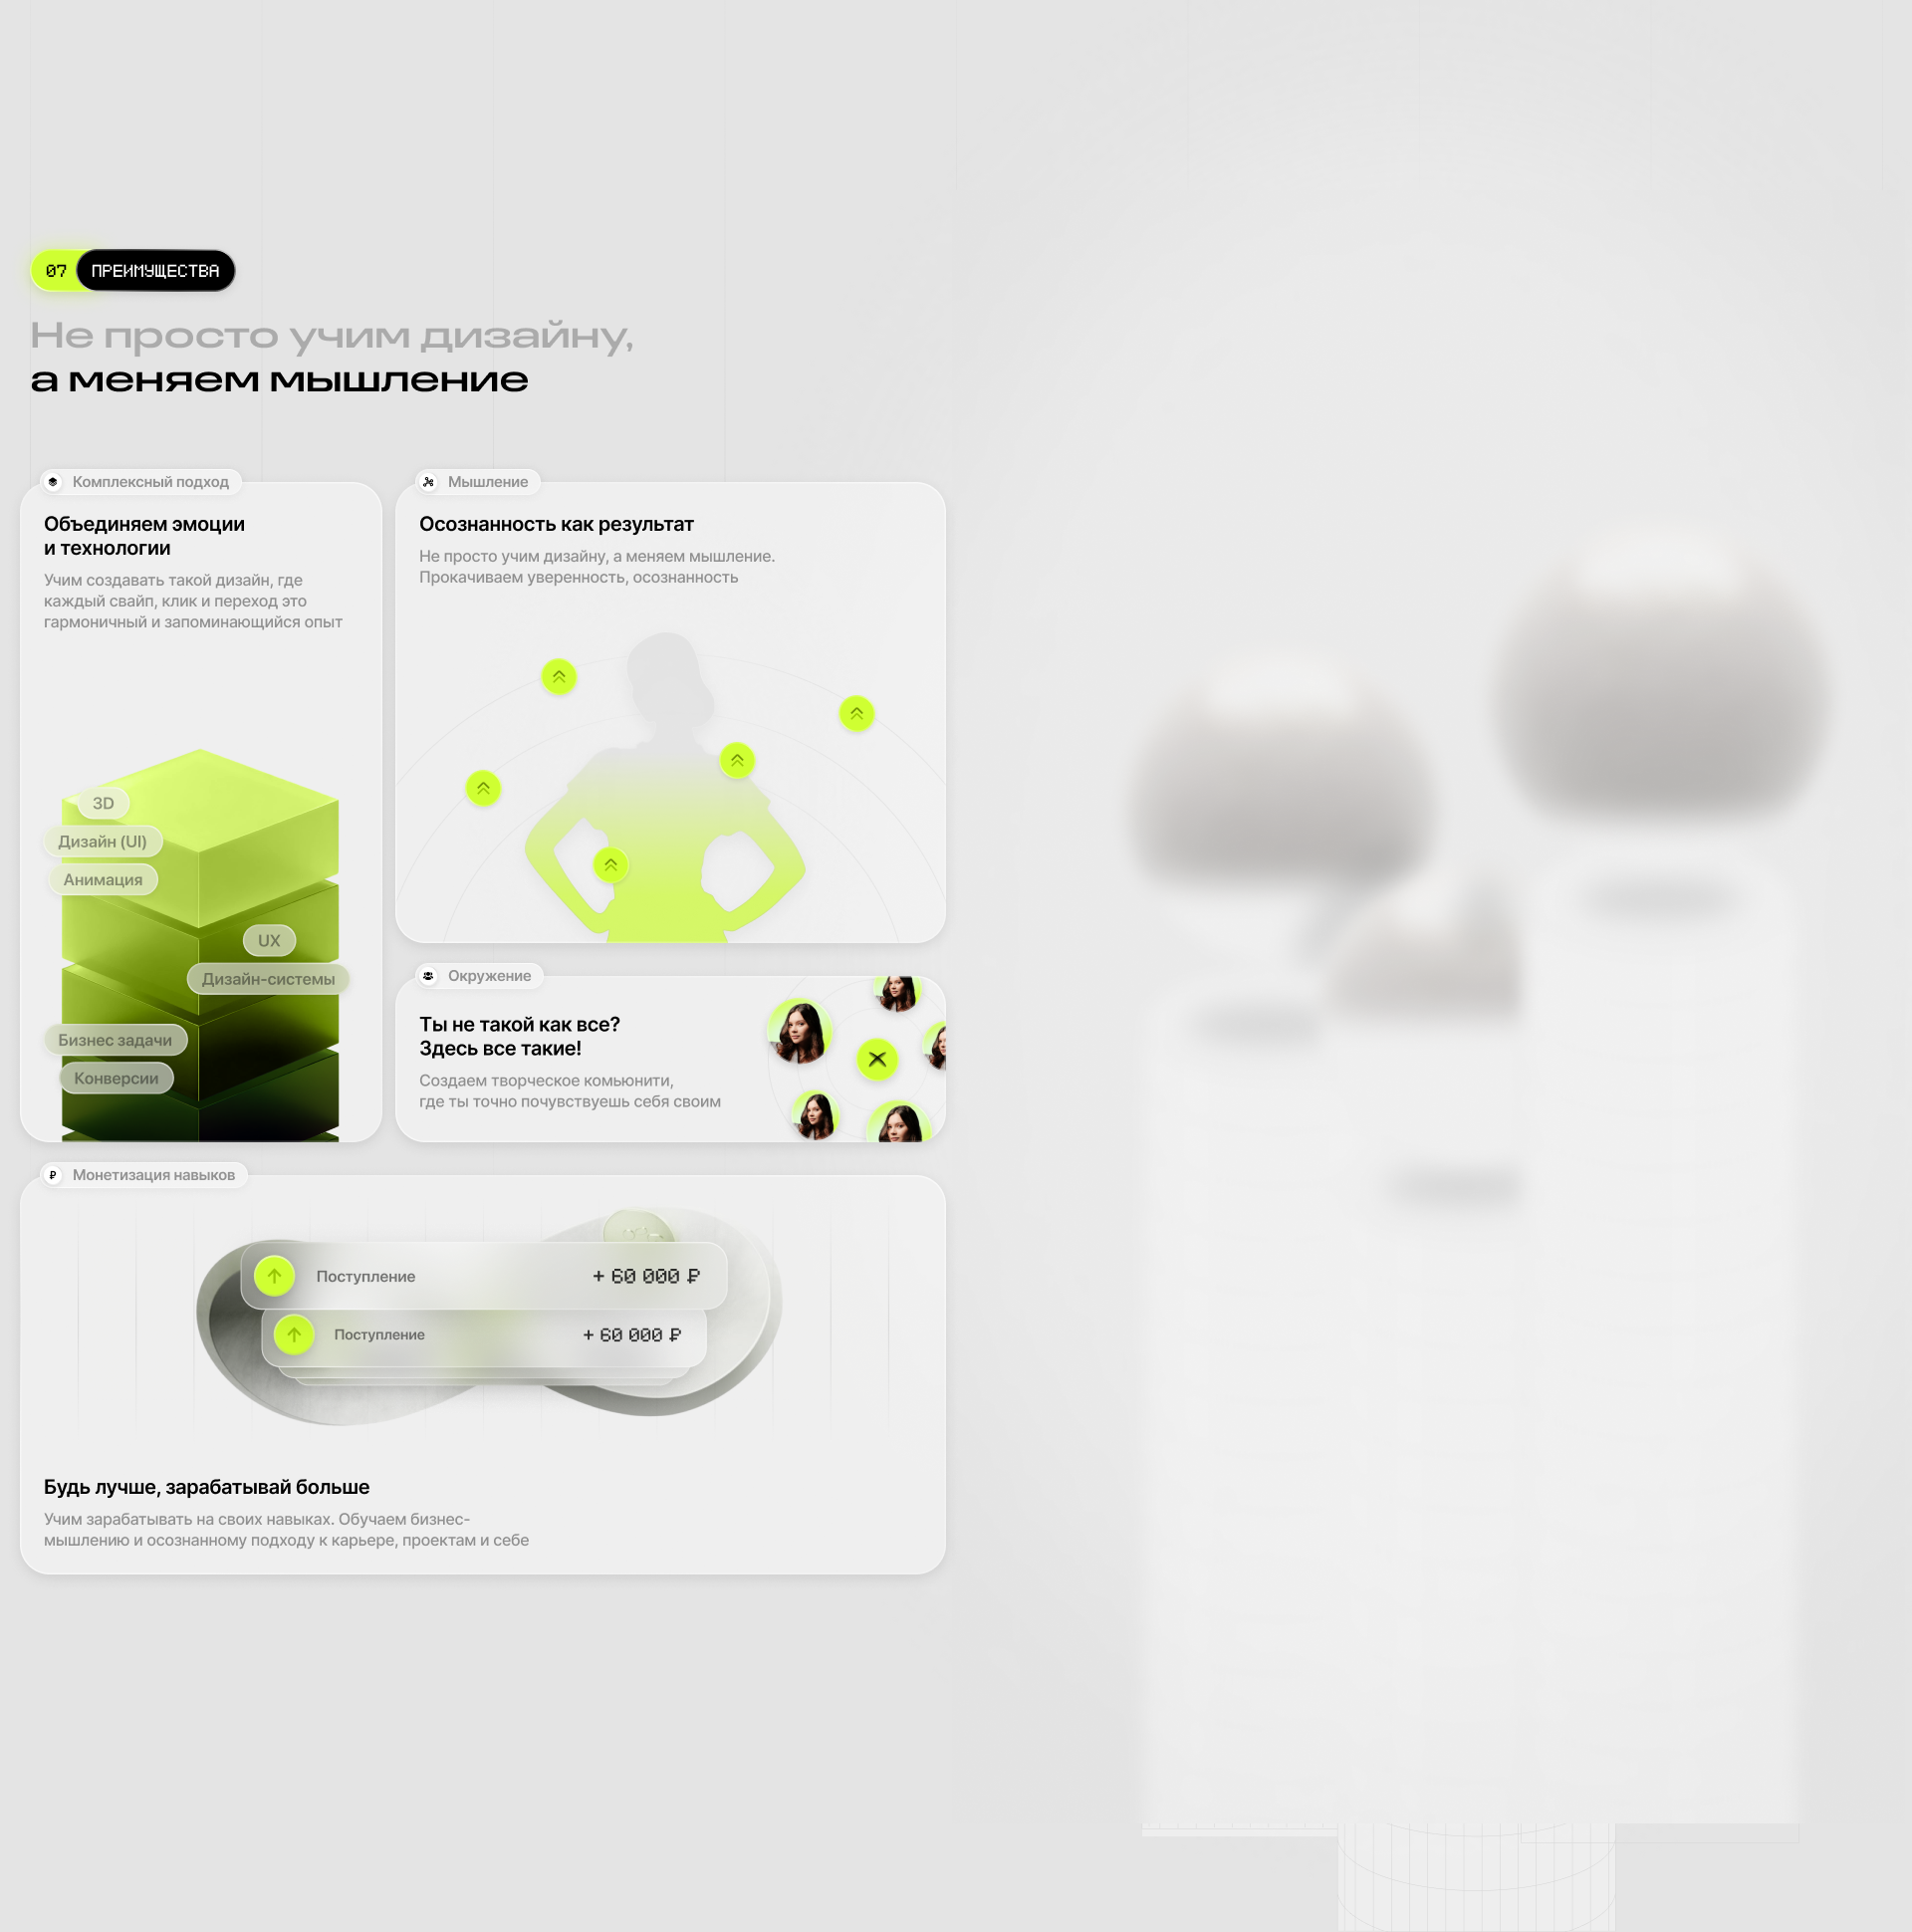 07 ПРЕИМУЩЕСТВА
Не просто учим дизайну,
а меняем мышление
Комплексный подход
Объединяем эмоции
и технологии
Учим создавать такой дизайн, где
каждый свайп, клик и переход это
гармоничный и запоминающийся опыт
3D
Дизайн (UI)
Анимация
UX
Дизайн-системы
Бизнес задачи
Конверсии
Мышление
Осознанность как результат
Не просто учим дизайну, а меняем мышление.
Прокачиваем уверенность, осознанность
Окружение
Ты не такой как все?
Здесь все такие!
Создаем творческое комьюнити,
где ты точно почувствуешь себя своим
₽ Монетизация навыков
Поступление + 60 000 ₽
Поступление + 60 000 ₽
Будь лучше, зарабатывай больше
Учим зарабатывать на своих навыках. Обучаем бизнес-
мышлению и осознанному подходу к карьере, проектам и себе